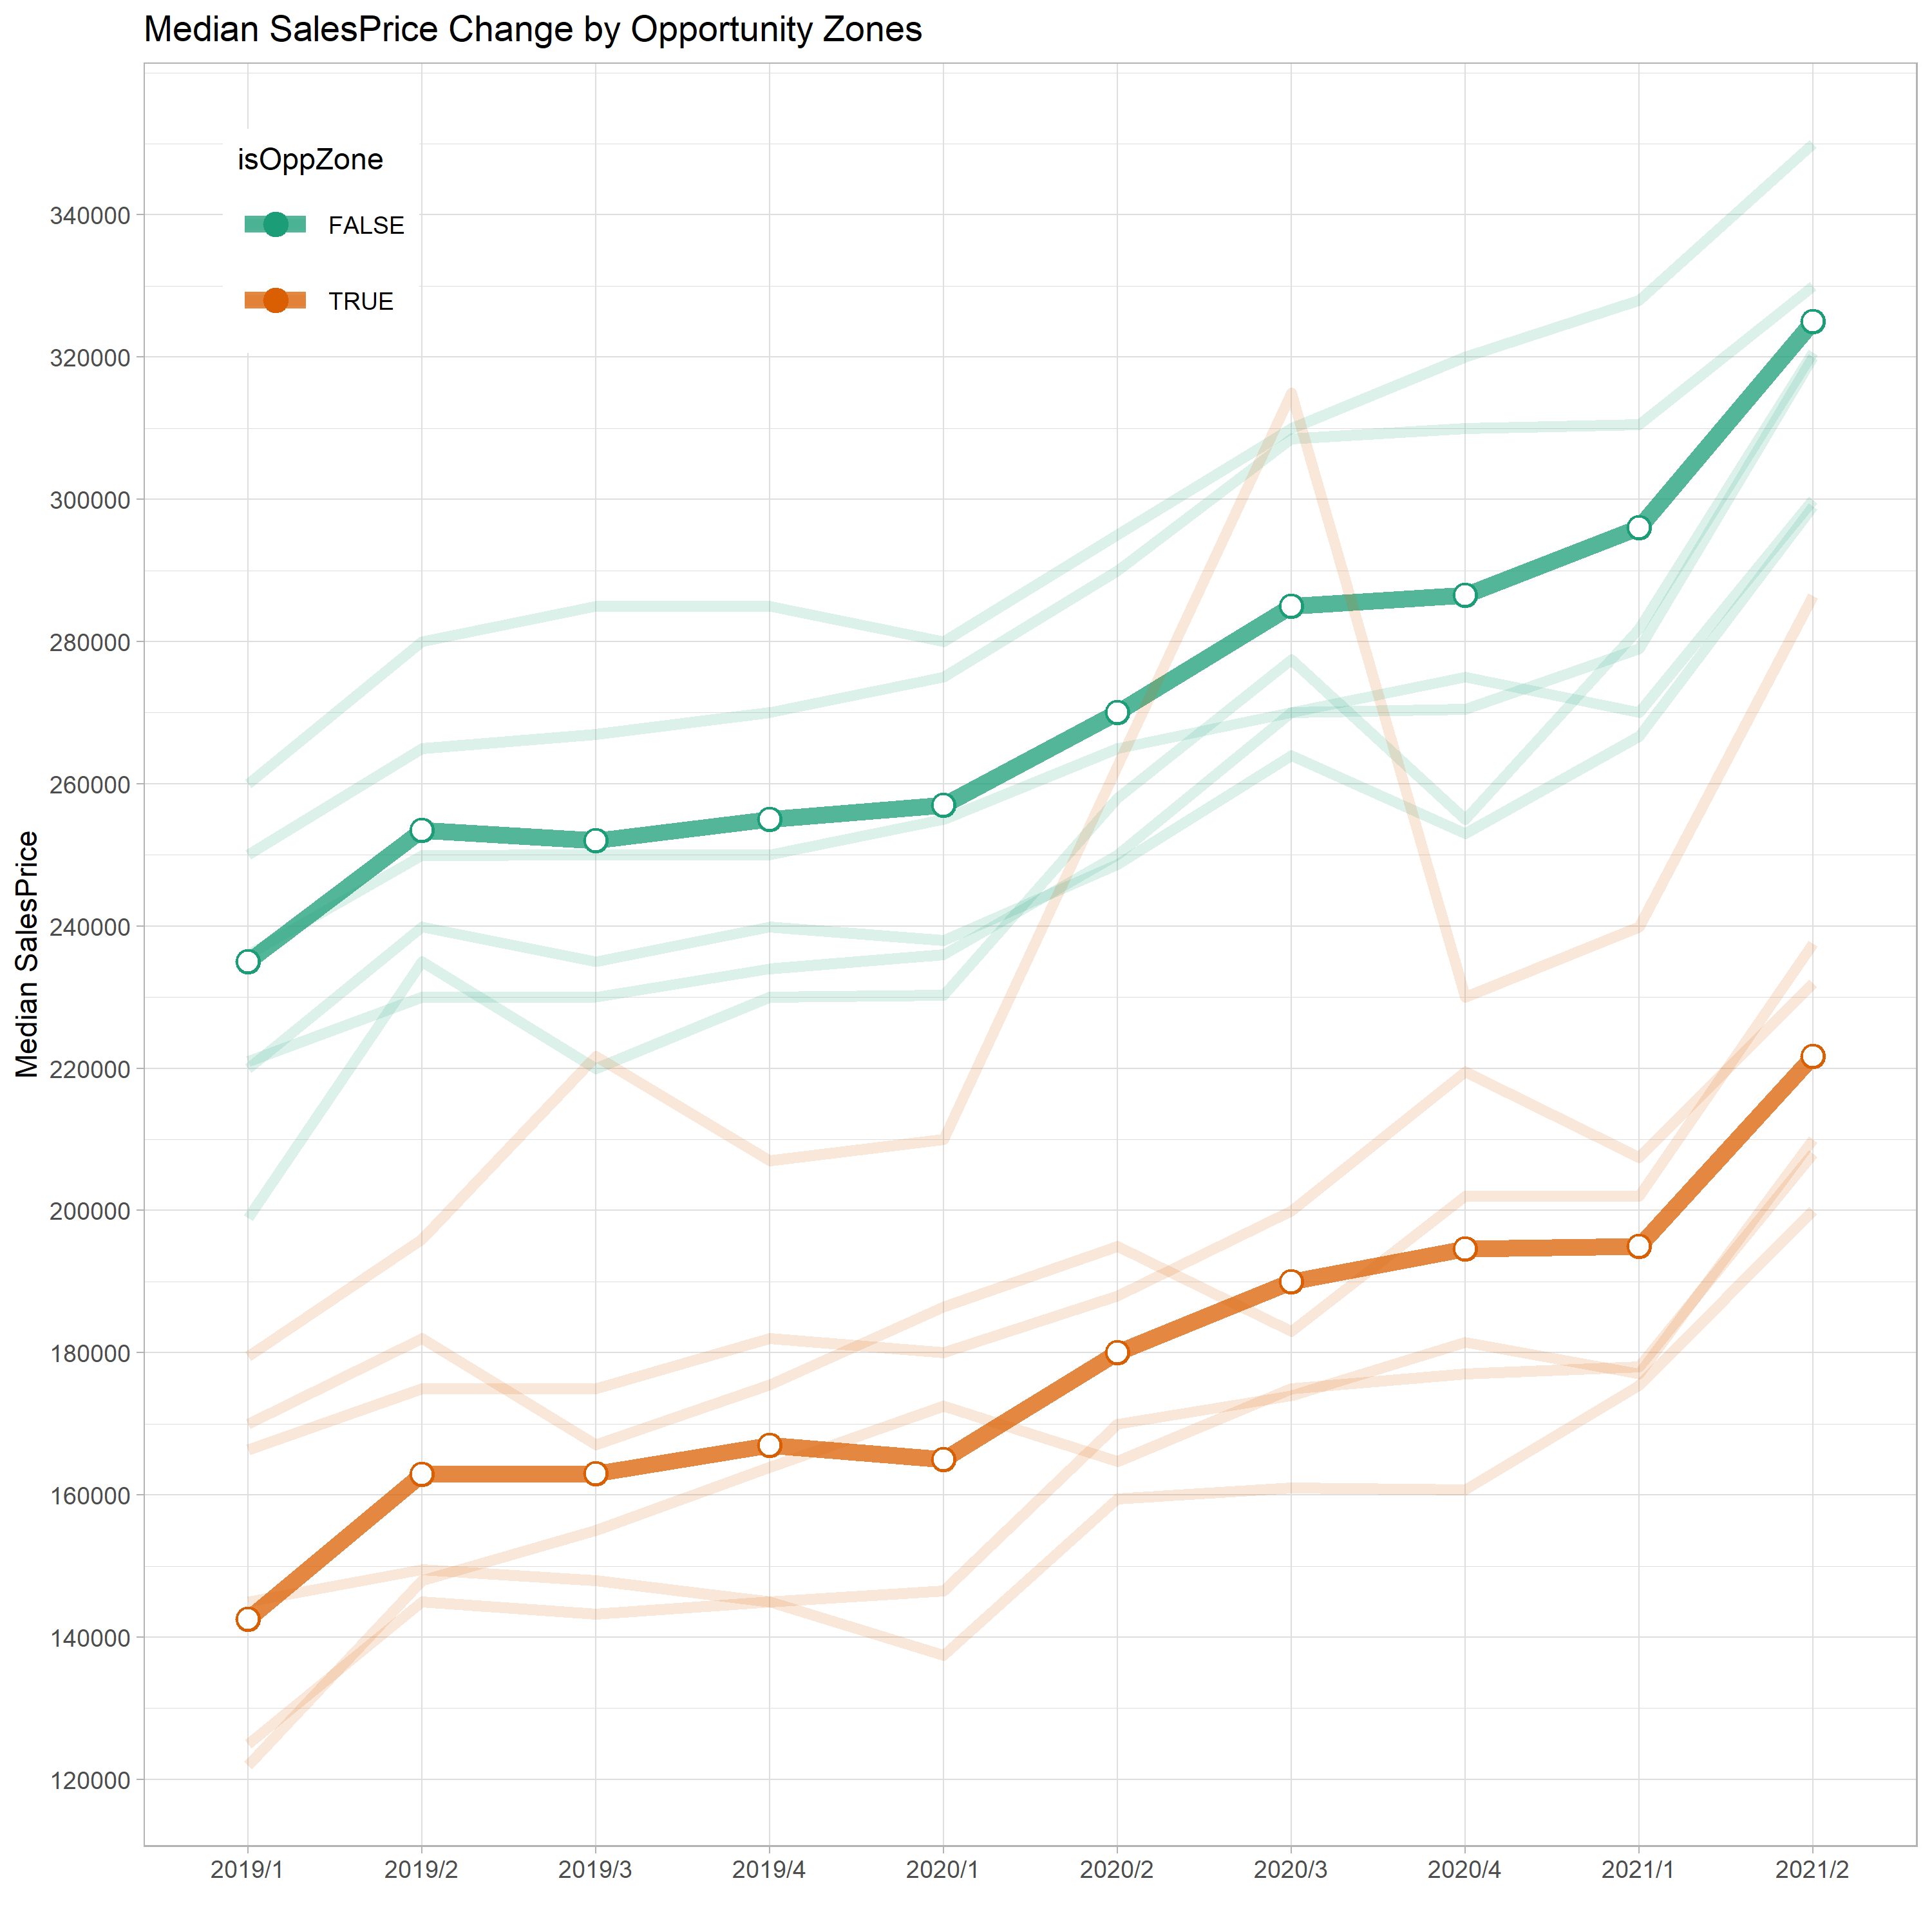 Median SalesPrice Change by Opportunity Zones
isOppZone
FALSE
TRUE
Median SalesPrice
340000
320000
300000
280000
260000
240000
220000
200000
180000
160000
140000
120000
2019/1 2019/2 2019/3 2019/4 2020/1 2020/2 2020/3 2020/4 2021/1 2021/2